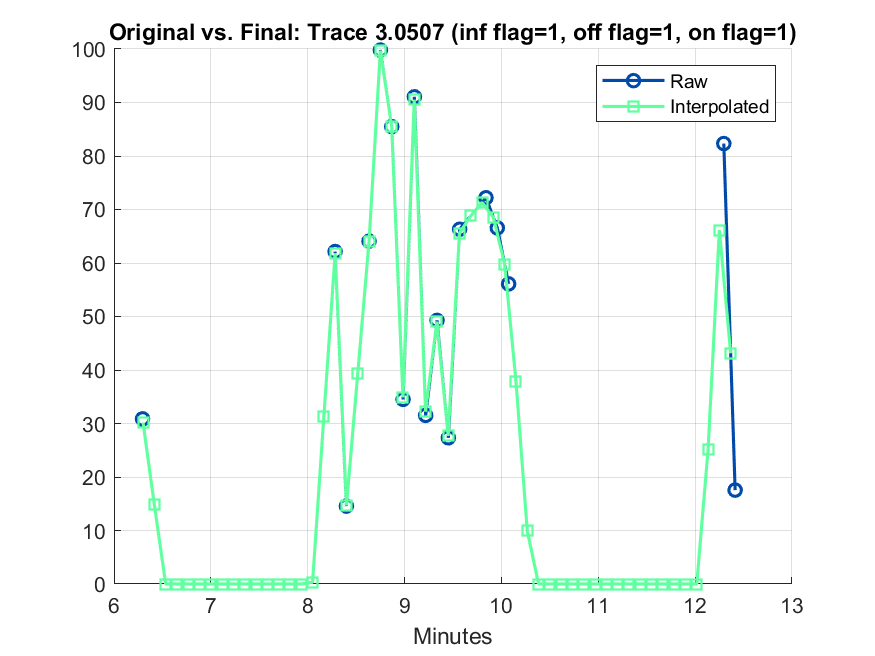 Original vs. Final: Trace 3.0507 (inf flag=1, off flag=1, on flag=1)
100
90
80
70
60
50
40
30
20
10
0
Raw
Interpolated
6 7 8 9 10 11 12 13
Minutes